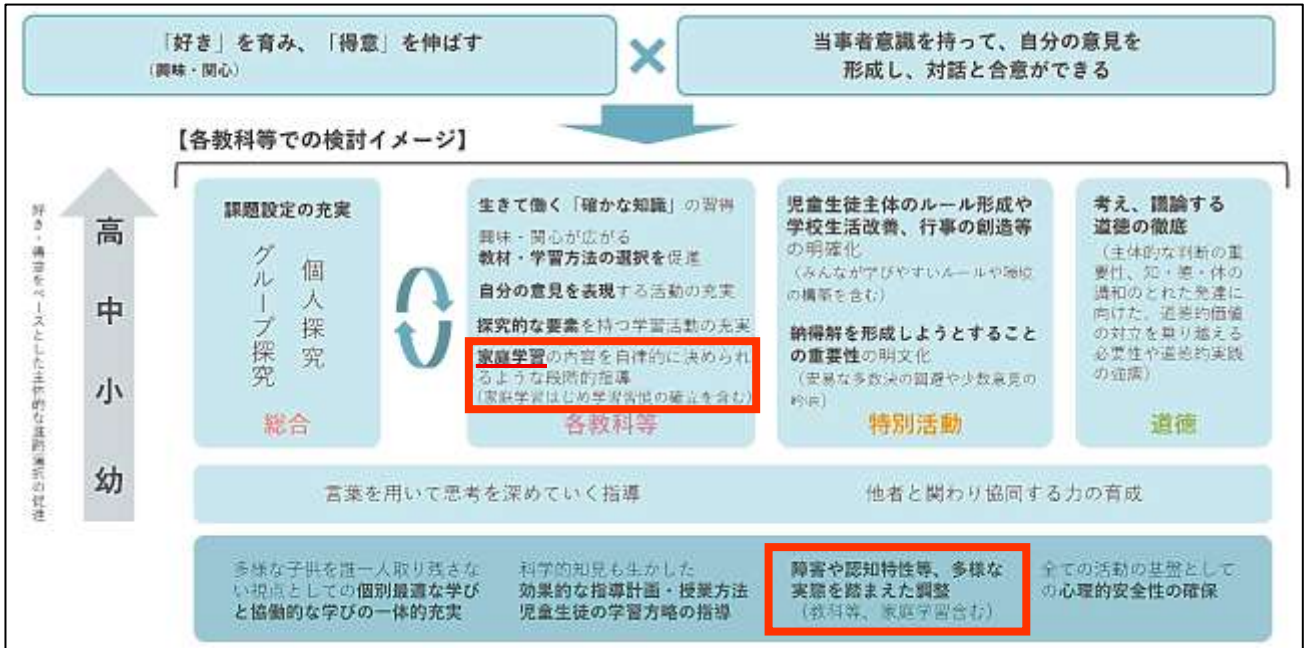 「好き」を育み、「得意」を伸ばす
(興味・関心)
×
当事者意識を持って、自分の意見を
形成し、対話と合意ができる
【各教科等での検討イメージ】
高
中
小
幼
好き・得意をベースとした主体的な進路選択の促進
課題設定の充実
個人探究
グループ探究
総合
生きて働く「確かな知識」の習得
興味・関心が広がる
教材・学習方法の選択を促進
自分の意見を表現する活動の充実
探究的な要素を持つ学習活動の充実
家庭学習の内容を自律的に決められ
るような段階的指導
(家庭学習はじめ学習習慣の確立を含む)
各教科等
児童生徒主体のルール形成や
学校生活改善、行事の創造等
の明確化
(みんなが学びやすいルールや環境
の構築を含む)
納得解を形成しようとすること
の重要性の明文化
(安易な多数決の回避や少数意見の
吟味)
特別活動
考え、議論する
道徳の徹底
(主体的な判断の重
要性、知・徳・体の
調和のとれた発達に
向けた、道徳的価値
の対立を乗り越える
必要性や道徳的実践
の強調)
道徳
言葉を用いて思考を深めていく指導
他者と関わり協同する力の育成
多様な子供を誰一人取り残さな
い視点としての個別最適な学び
と協働的な学びの一体的充実
科学的知見も生かした
効果的な指導計画・授業方法
児童生徒の学習方略の指導
障害や認知特性等、多様な
実態を踏まえた調整
(教科等、家庭学習含む)
全ての活動の基盤として
の心理的安全性の確保